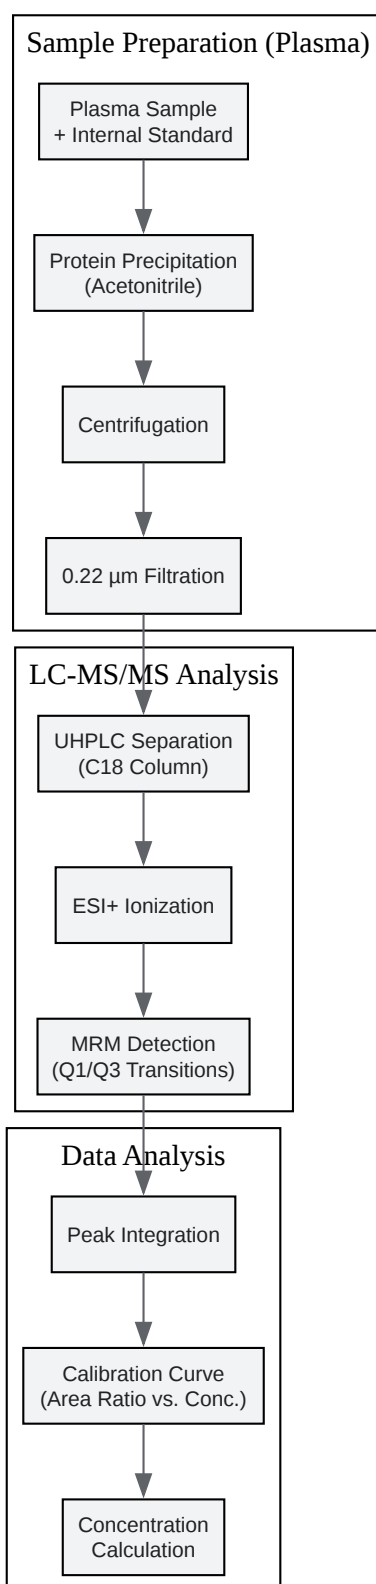 Sample Preparation (Plasma)
Plasma Sample
+ Internal Standard
Protein Precipitation
(Acetonitrile)
Centrifugation
0.22 µm Filtration
LC-MS/MS Analysis
UHPLC Separation
(C18 Column)
ESI+ Ionization
MRM Detection
(Q1/Q3 Transitions)
Data Analysis
Peak Integration
Calibration Curve
(Area Ratio vs. Conc.)
Concentration
Calculation